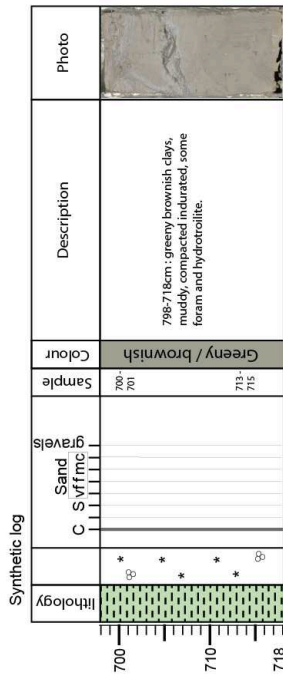 Synthetic log
lithology
C
S
vf f m c
Sand
gravels
Sample
Colour
Description
Photo
700
710
718
700 -
701
713 -
715
Greeny / brownish
798-718cm : greeny brownish clays,
muddy, compacted indurated, some
foram and hydrotroilite.